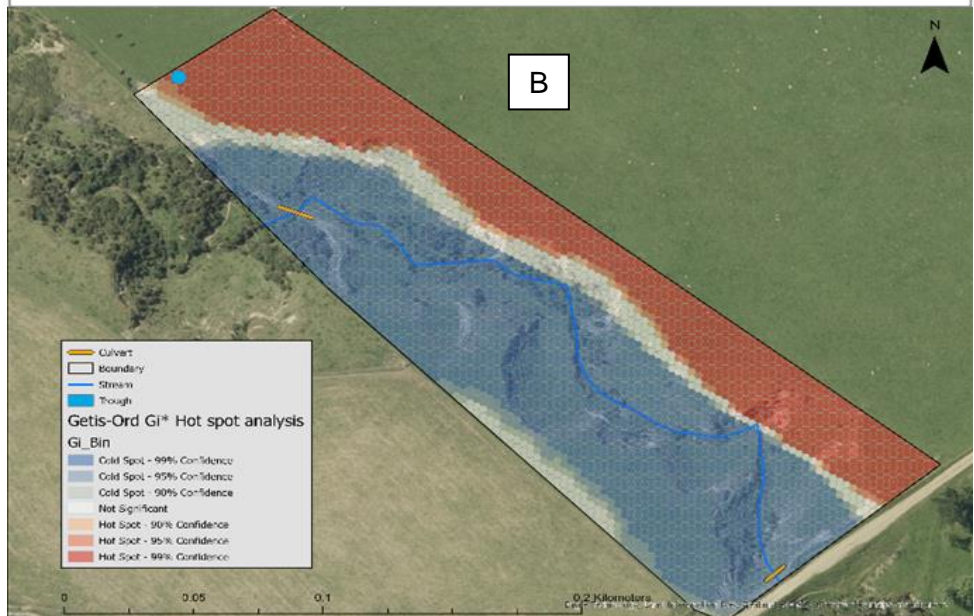 B
N
Culvert
Boundary
Stream
Trough
Getis-Ord Gi* Hot spot analysis
Gi_Bin
Cold Spot - 99% Confidence
Cold Spot - 95% Confidence
Cold Spot - 90% Confidence
Not Significant
Hot Spot - 90% Confidence
Hot Spot - 95% Confidence
Hot Spot - 99% Confidence
0 0.05 0.1 0.2 Kilometers